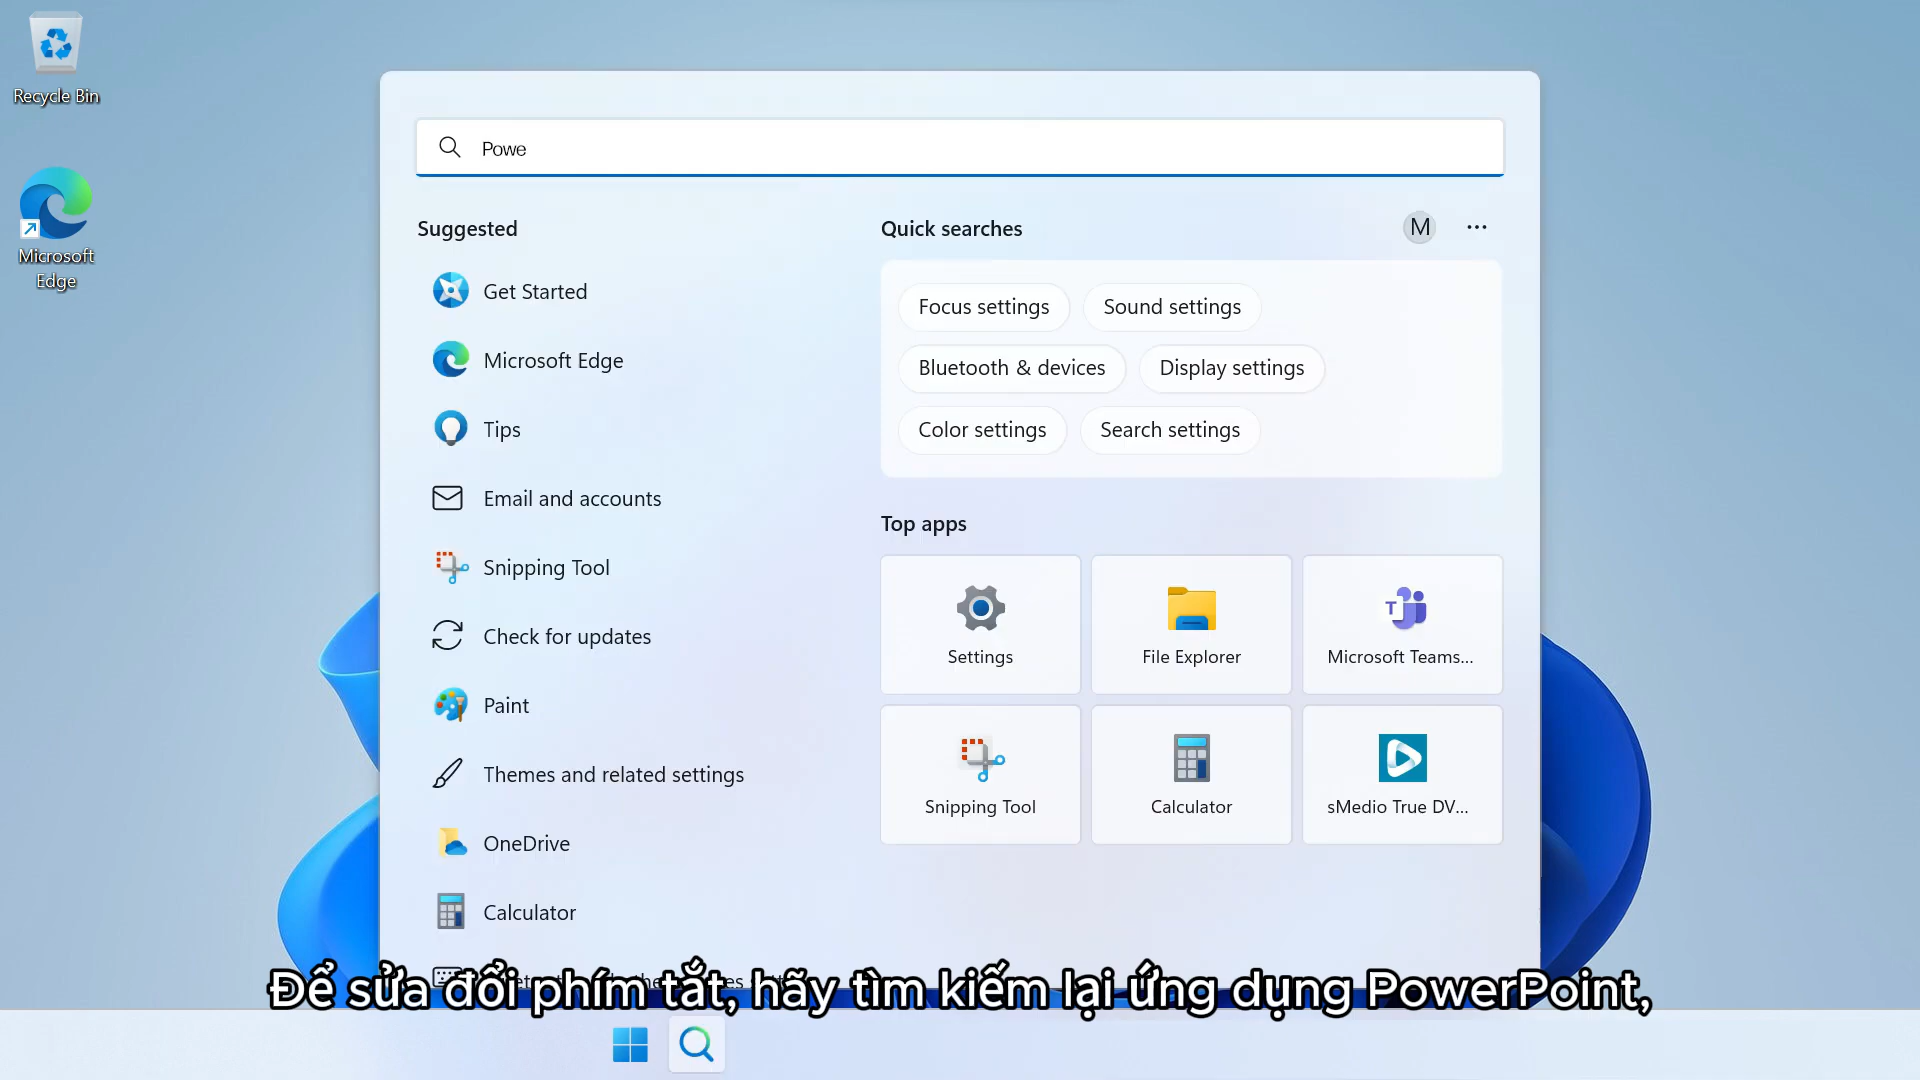 Recycle Bin
Microsoft
Edge
Powe
Suggested
Get Started
Microsoft Edge
Tips
Email and accounts
Snipping Tool
Check for updates
Paint
Themes and related settings
OneDrive
Calculator
Quick searches
M
Focus settings
Sound settings
Bluetooth & devices
Display settings
Color settings
Search settings
Top apps
Settings
File Explorer
Microsoft Teams...
Snipping Tool
Calculator
sMedio True DV...
Để sửa đổi phím tắt, hãy tìm kiếm lại ứng dụng PowerPoint,